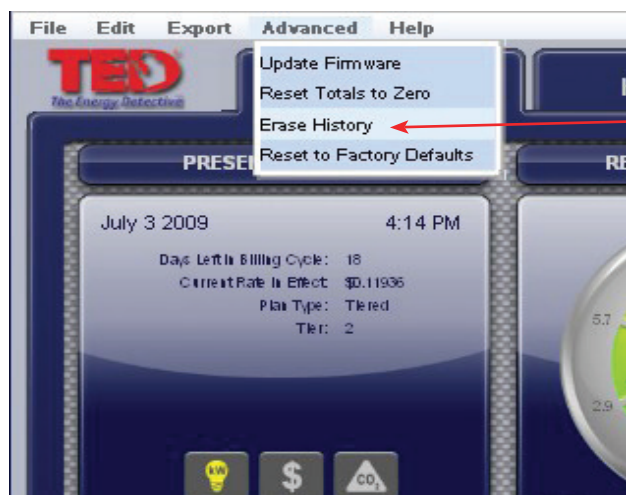 File Edit Export Advanced Help
TED
The Energy Detective
Update Firmware
Reset Totals to Zero
Erase History
Reset to Factory Defaults
July 3 2009 4:14 PM
Days Left In Billing Cycle: 18
Current Rate In Effect $0.11936
Plan Type: Tiered
Tier: 2
5.7
2.9
kW
$
CO2